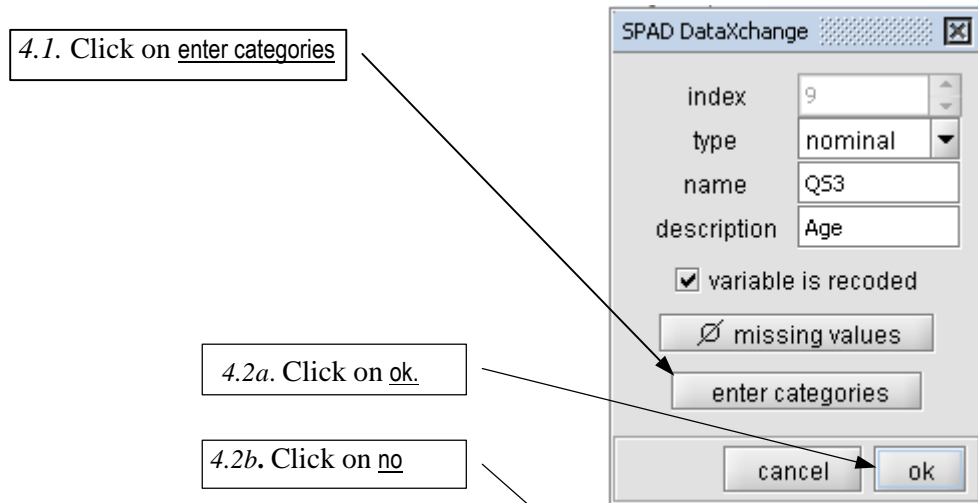 SPAD DataXchange
4.1. Click on enter categories
index 9
type nominal
name QS3
description Age
variable is recoded
Ø missing values
4.2a. Click on ok.
enter categories
4.2b. Click on no
cancel ok